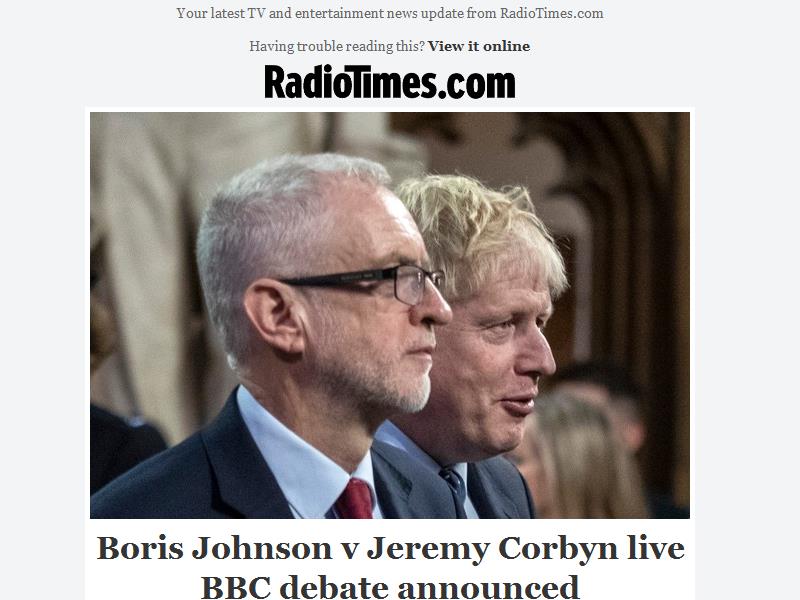 Your latest TV and entertainment news update from RadioTimes.com
Having trouble reading this? View it online
RadioTimes.com
Boris Johnson v Jeremy Corbyn live
BBC debate announced